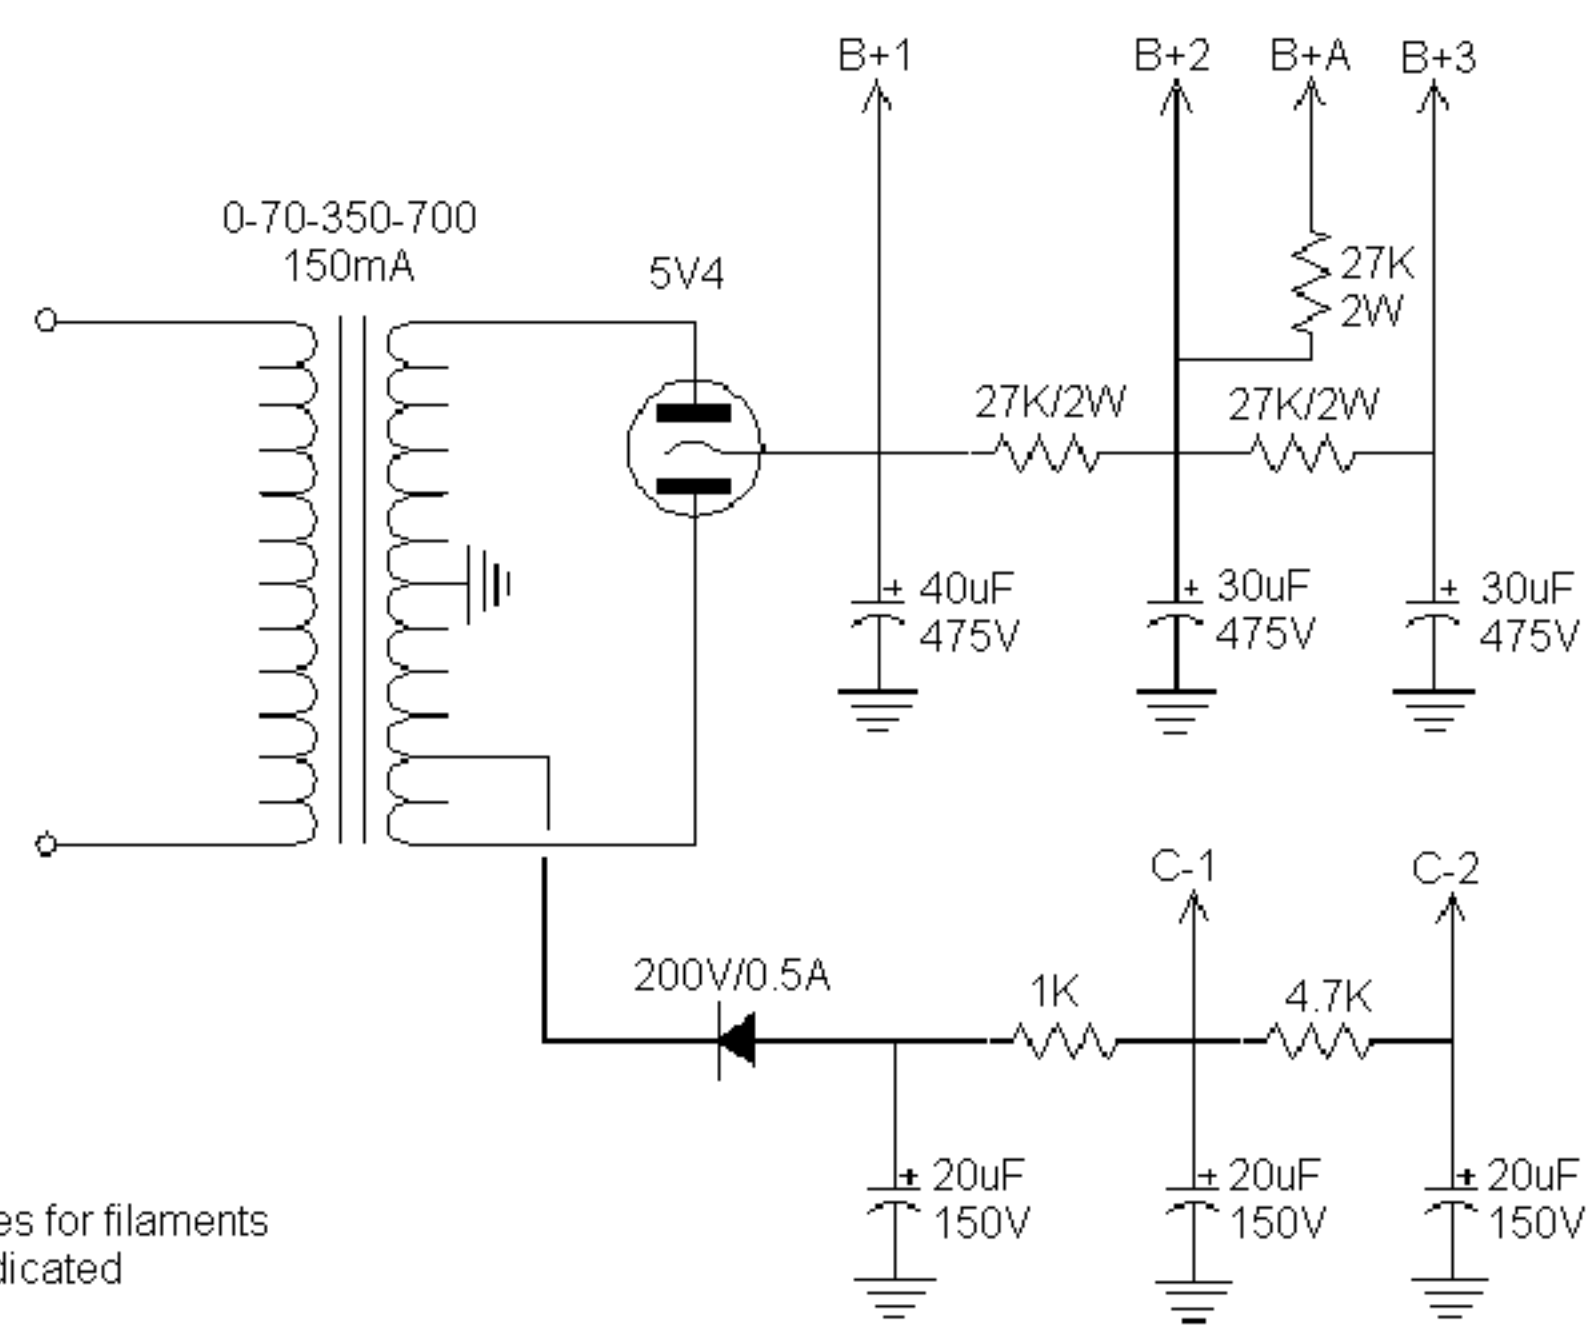 B+1
B+2
B+A
B+3
0-70-350-700
150mA
5V4
27K
2W
27K/2W
27K/2W
+ 40uF
475V
+ 30uF
475V
+ 30uF
475V
C-1
C-2
200V/0.5A
1K
4.7K
+ 20uF
150V
+ 20uF
150V
+ 20uF
150V
es for filaments
dicated